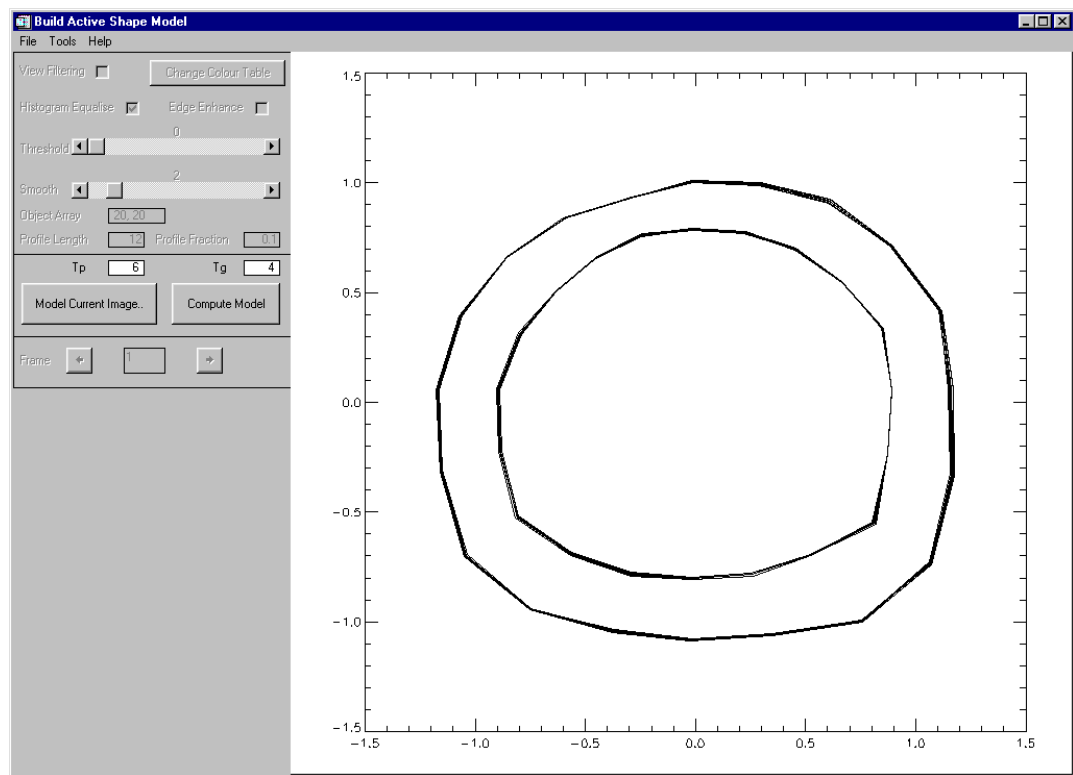 Build Active Shape Model
File Tools Help
View Filtering Change Colour Table
Histogram Equalise Edge Enhance
0
Threshold
2
Smooth
Object Array 20, 20
Profile Length 12 Profile Fraction 0.1
Tp 6 Tg 4
Model Current Image.. Compute Model
Frame 1
1.5
1.0
0.5
0.0
-0.5
-1.0
-1.5
-1.5 -1.0 -0.5 0.0 0.5 1.0 1.5